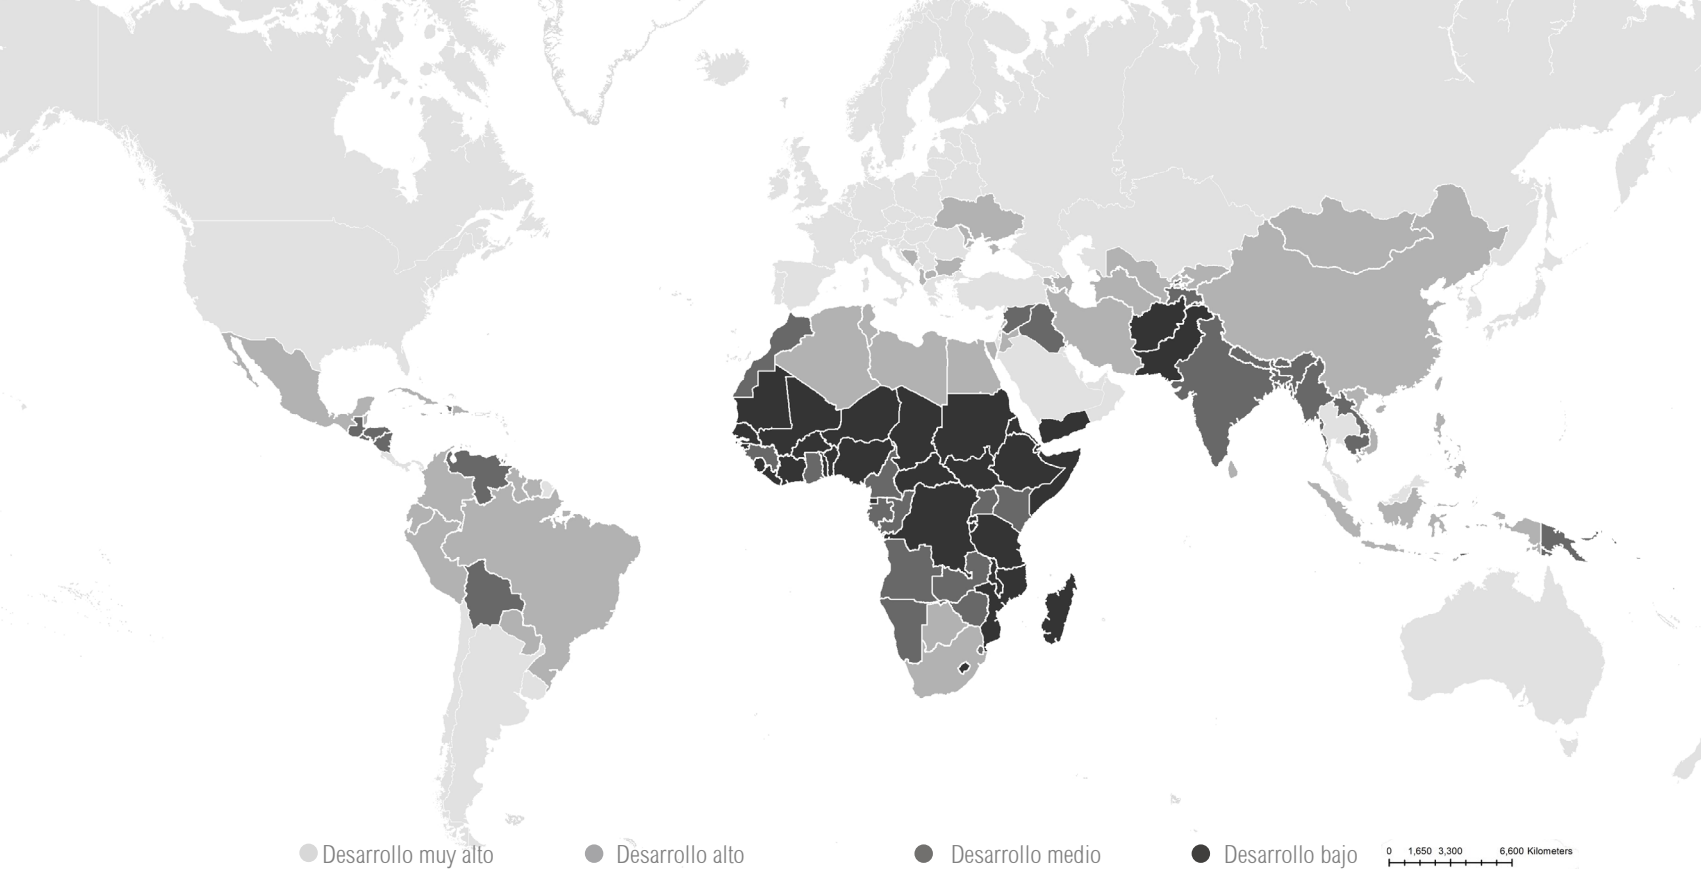 Desarrollo muy alto
Desarrollo alto
Desarrollo medio
Desarrollo bajo
0 1,650 3,300 6,600 Kilometers